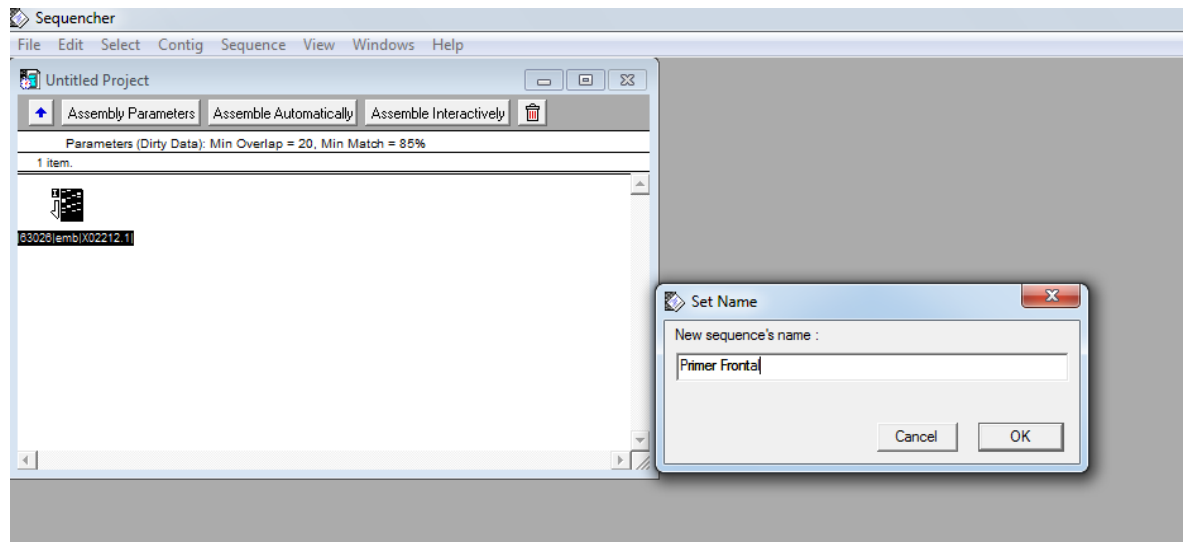 Sequencher
File Edit Select Contig Sequence View Windows Help
Untitled Project
Assembly Parameters Assemble Automatically Assemble Interactively
Parameters (Dirty Data): Min Overlap = 20, Min Match = 85%
1 item.
|63026|emb|X02212.1|
Set Name
New sequence's name :
Primer Frontal
Cancel OK